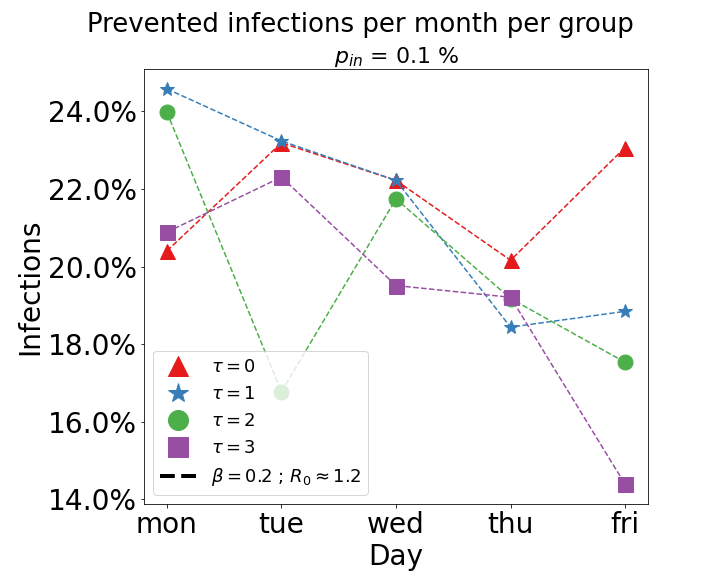 Prevented infections per month per group
p_in = 0.1 %
Infections
24.0%
22.0%
20.0%
18.0%
16.0%
14.0%
τ = 0
τ = 1
τ = 2
τ = 3
β = 0.2 ; R₀ ≈ 1.2
mon tue wed thu fri
Day